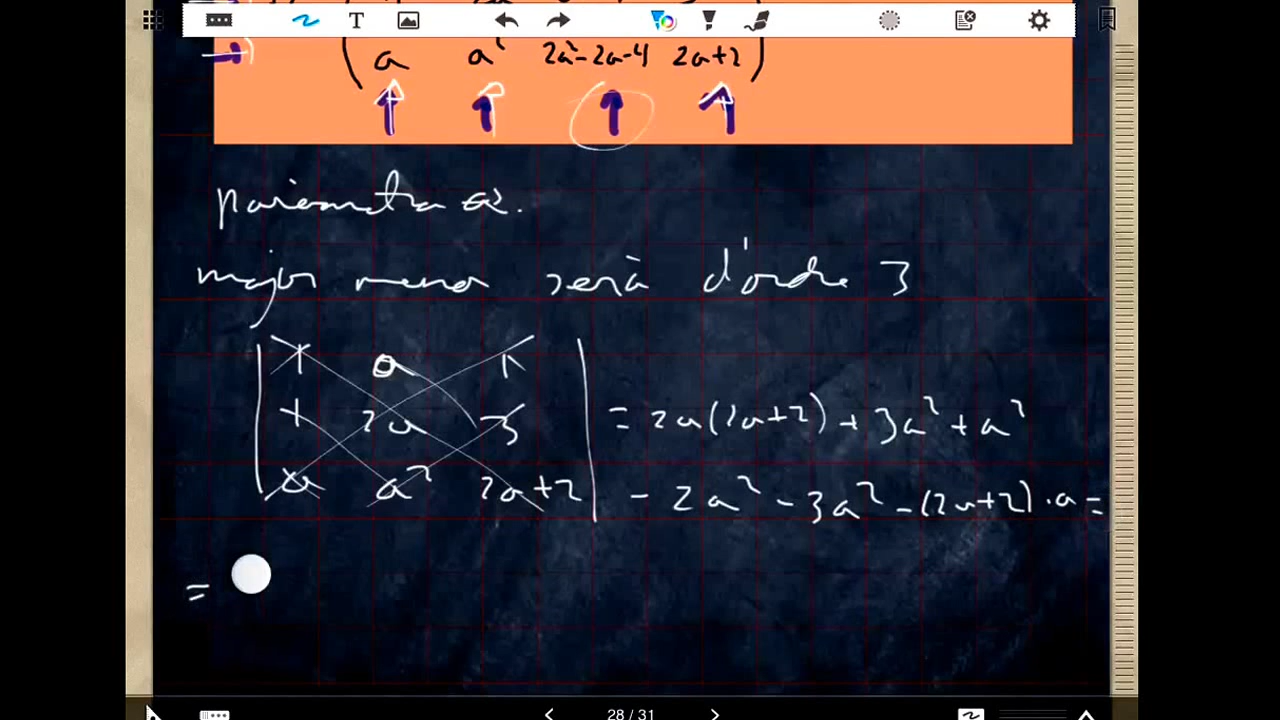 T
( a a² 2a²-2a-4 2a+2 )
paràmetre a.
major menor serà d'ordre 3
| 1 a 1 |
| 1 2a 3 | = 2a(2a+2) + 3a² + a²
| a a² 2a+2 | - 2a² - 3a² - (2a+2)·a =
=
28 / 31